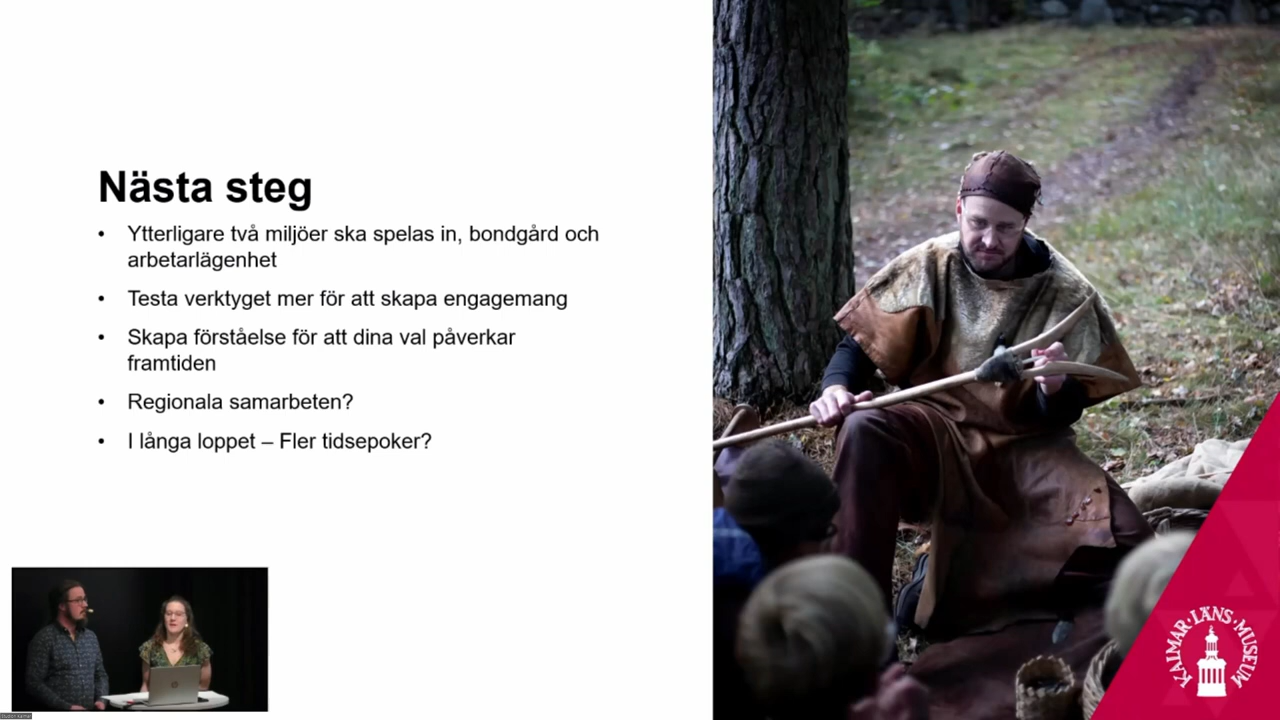 Nästa steg
• Ytterligare två miljöer ska spelas in, bondgård och
arbetarlägenhet
• Testa verktyget mer för att skapa engagemang
• Skapa förståelse för att dina val påverkar
framtiden
• Regionala samarbeten?
• I långa loppet – Fler tidsepoker?
KALMAR·LÄNS·MUSEUM